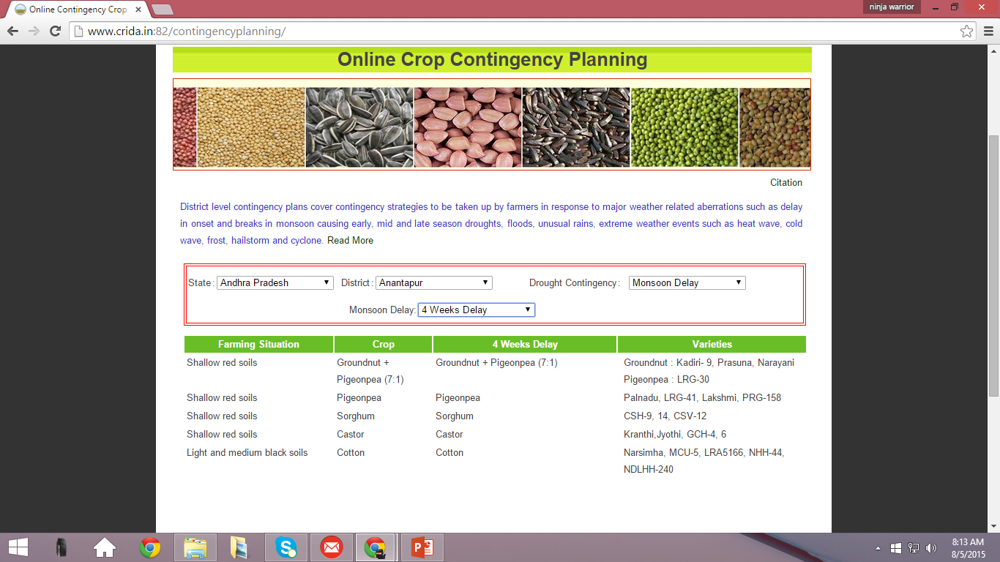 Online Contingency Crop
ninja warrior
www.crida.in:82/contingencyplanning/
Online Crop Contingency Planning
Citation
District level contingency plans cover contingency strategies to be taken up by farmers in response to major weather related aberrations such as delay
in onset and breaks in monsoon causing early, mid and late season droughts, floods, unusual rains, extreme weather events such as heat wave, cold
wave, frost, hailstorm and cyclone. Read More
State : Andhra Pradesh District : Anantapur Drought Contingency : Monsoon Delay
Monsoon Delay: 4 Weeks Delay
Farming Situation Crop 4 Weeks Delay Varieties
Shallow red soils Groundnut + Groundnut + Pigeonpea (7:1) Groundnut : Kadiri- 9, Prasuna, Narayani
Pigeonpea (7:1) Pigeonpea : LRG-30
Shallow red soils Pigeonpea Pigeonpea Palnadu, LRG-41, Lakshmi, PRG-158
Shallow red soils Sorghum Sorghum CSH-9, 14, CSV-12
Shallow red soils Castor Castor Kranthi,Jyothi, GCH-4, 6
Light and medium black soils Cotton Cotton Narsimha, MCU-5, LRA5166, NHH-44,
NDLHH-240
8:13 AM
8/5/2015